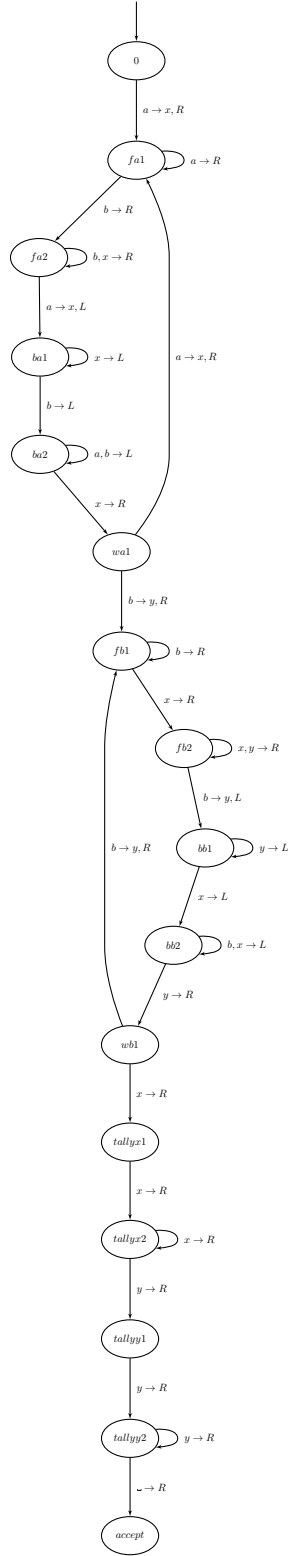 0
a → x, R
fa1
a → R
b → R
fa2
b, x → R
a → x, L
ba1
x → L
a → x, R
b → L
ba2
a, b → L
x → R
wa1
b → y, R
fb1
b → R
x → R
fb2
x, y → R
b → y, L
bb1
y → L
b → y, R
x → L
bb2
b, x → L
y → R
wb1
x → R
tallyx1
x → R
tallyx2
x → R
y → R
tallyy1
y → R
tallyy2
y → R
␣ → R
accept